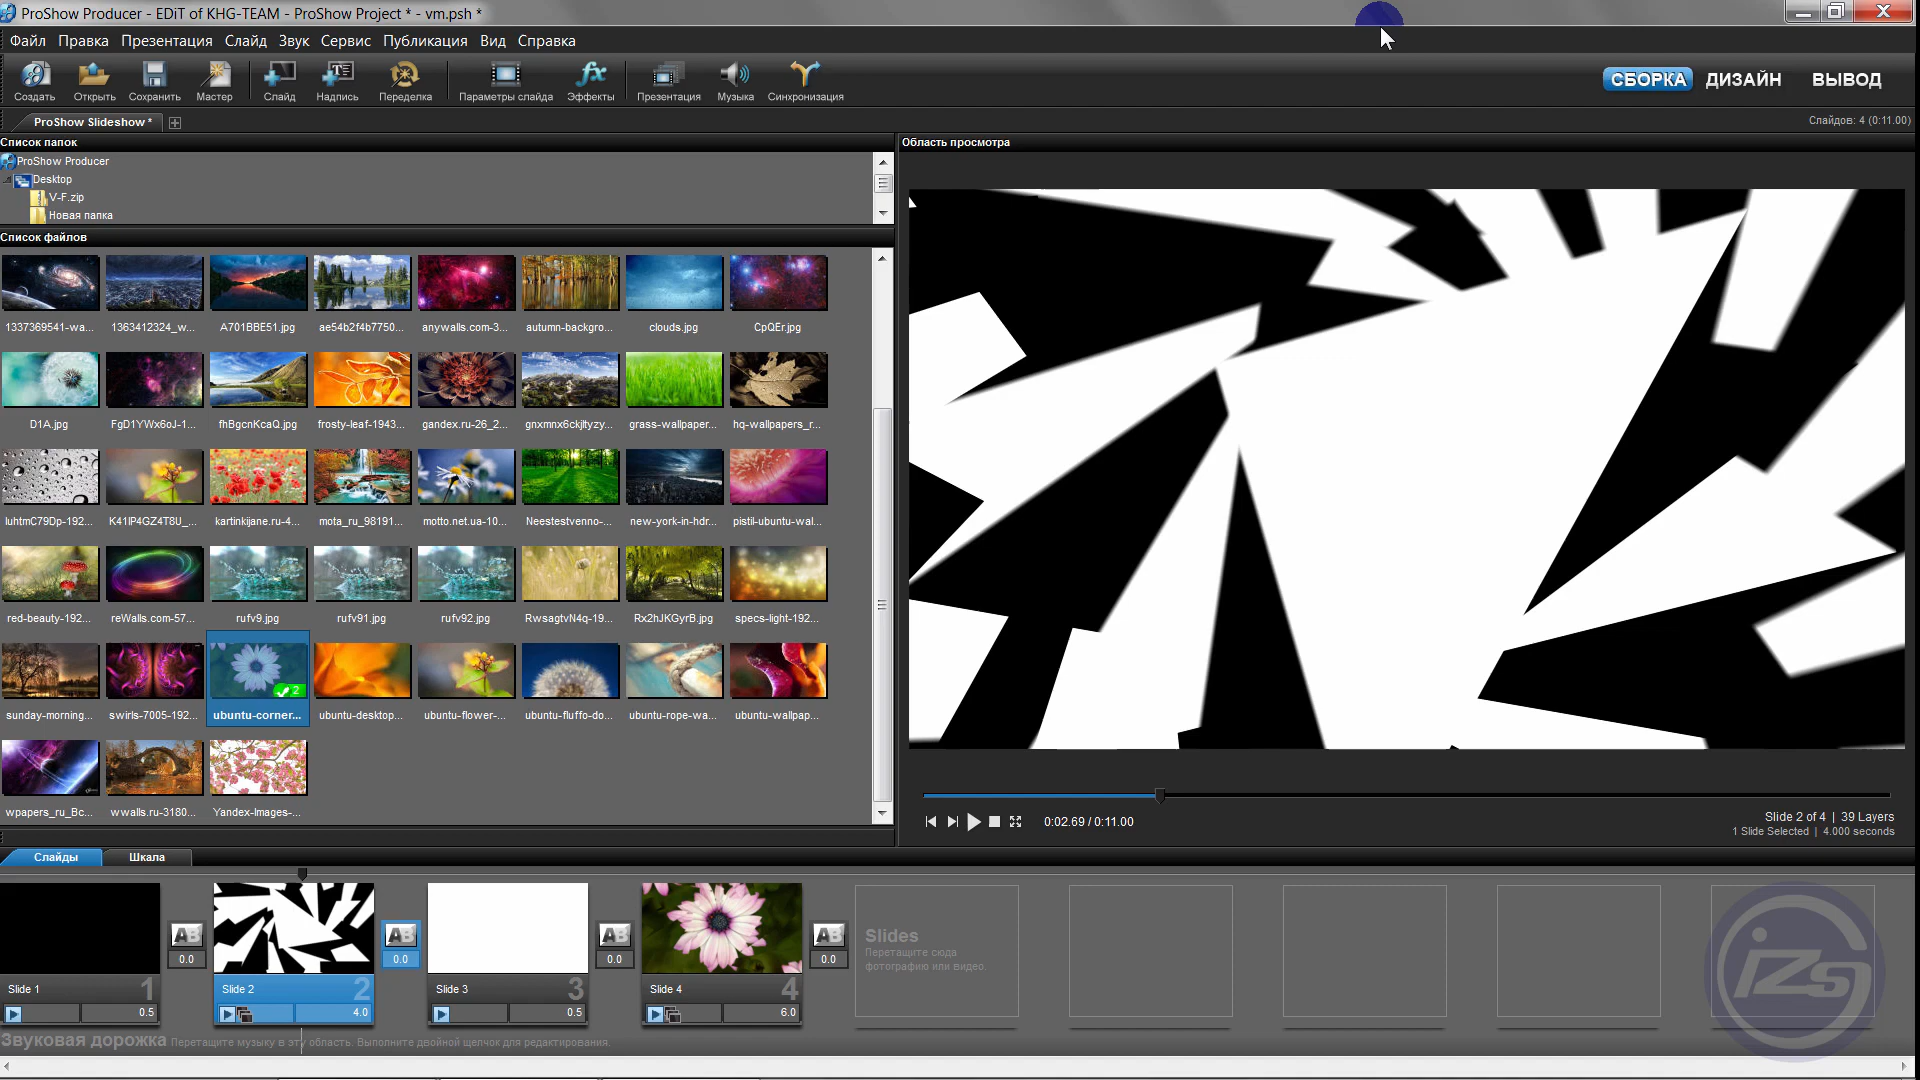 ProShow Producer - EDiT of KHG-TEAM - ProShow Project * - vm.psh *
Файл Правка Презентация Слайд Звук Сервис Публикация Вид Справка
Создать Открыть Сохранить Мастер Слайд Надпись Переделка Параметры слайда Эффекты Презентация Музыка Синхронизация
СБОРКА ДИЗАЙН ВЫВОД
ProShow Slideshow *
Слайдов: 4 (0:11.00)
Список папок
ProShow Producer
Desktop
V-F.zip
Новая папка
Список файлов
1337369541-wa... 1363412324_w... A701BBE51.jpg ae54b2f4b7750... anywalls.com-3... autumn-backgro... clouds.jpg CpQEr.jpg
D1A.jpg FgD1YWx6oJ-1... fhBgcnKcaQ.jpg frosty-leaf-1943... gandex.ru-26_2... gnxmnx6ckjltyzy... grass-wallpaper... hq-wallpapers_r...
luhtmC79Dp-192... K41lP4GZ4T8U_... kartinkijane.ru-4... mota_ru_98191... motto.net.ua-10... Neestestvenno-... new-york-in-hdr... pistil-ubuntu-wal...
red-beauty-192... reWalls.com-57... rufv9.jpg rufv91.jpg rufv92.jpg RwsagtvN4q-19... Rx2hJKGyrB.jpg specs-light-192...
2
sunday-morning... swirls-7005-192... ubuntu-corner... ubuntu-desktop... ubuntu-flower-... ubuntu-fluffo-do... ubuntu-rope-wa... ubuntu-wallpap...
wpapers_ru_Bc... wwalls.ru-3180... Yandex-Images-...
Область просмотра
0:02.69 / 0:11.00
Slide 2 of 4 | 39 Layers
1 Slide Selected | 4.000 seconds
Слайды Шкала
AB AB AB AB
0.0 0.0 0.0 0.0
Slide 1 1 Slide 2 2 Slide 3 3 Slide 4 4
0.5 4.0 0.5 6.0
Slides
Перетащите сюда
фотографию или видео.
Звуковая дорожка Перетащите музыку в эту область. Выполните двойной щелчок для редактирования.